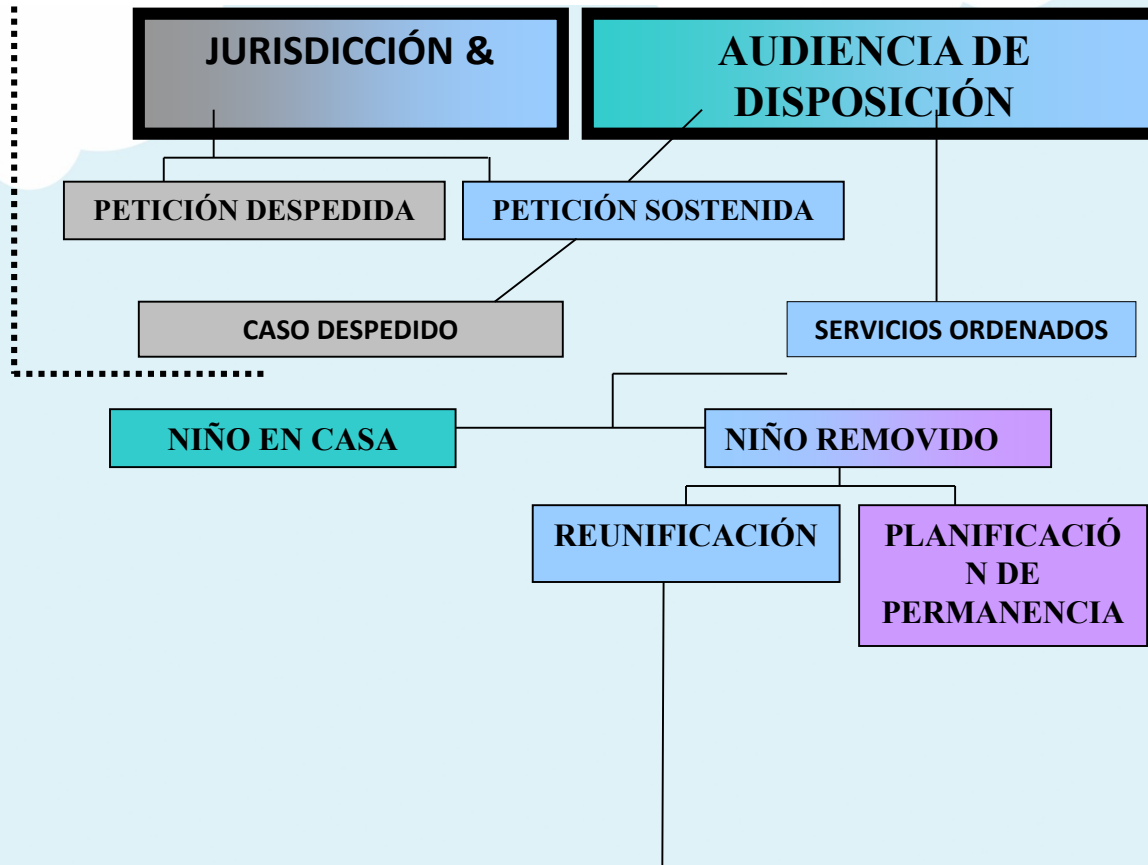 JURISDICCIÓN &
AUDIENCIA DE
DISPOSICIÓN
PETICIÓN DESPEDIDA
PETICIÓN SOSTENIDA
CASO DESPEDIDO
SERVICIOS ORDENADOS
NIÑO EN CASA
NIÑO REMOVIDO
REUNIFICACIÓN
PLANIFICACIÓ
N DE
PERMANENCIA